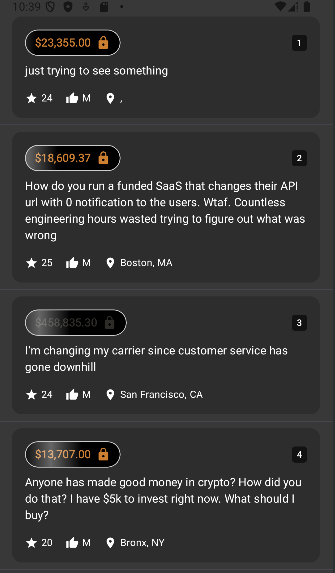 10:39
$23,355.00
1
just trying to see something
24 M ,
$18,609.37
2
How do you run a funded SaaS that changes their API
url with 0 notification to the users. Wtaf. Countless
engineering hours wasted trying to figure out what was
wrong
25 M Boston, MA
$458,835.30
3
I'm changing my carrier since customer service has
gone downhill
24 M San Francisco, CA
$13,707.00
4
Anyone has made good money in crypto? How did you
do that? I have $5k to invest right now. What should I
buy?
20 M Bronx, NY